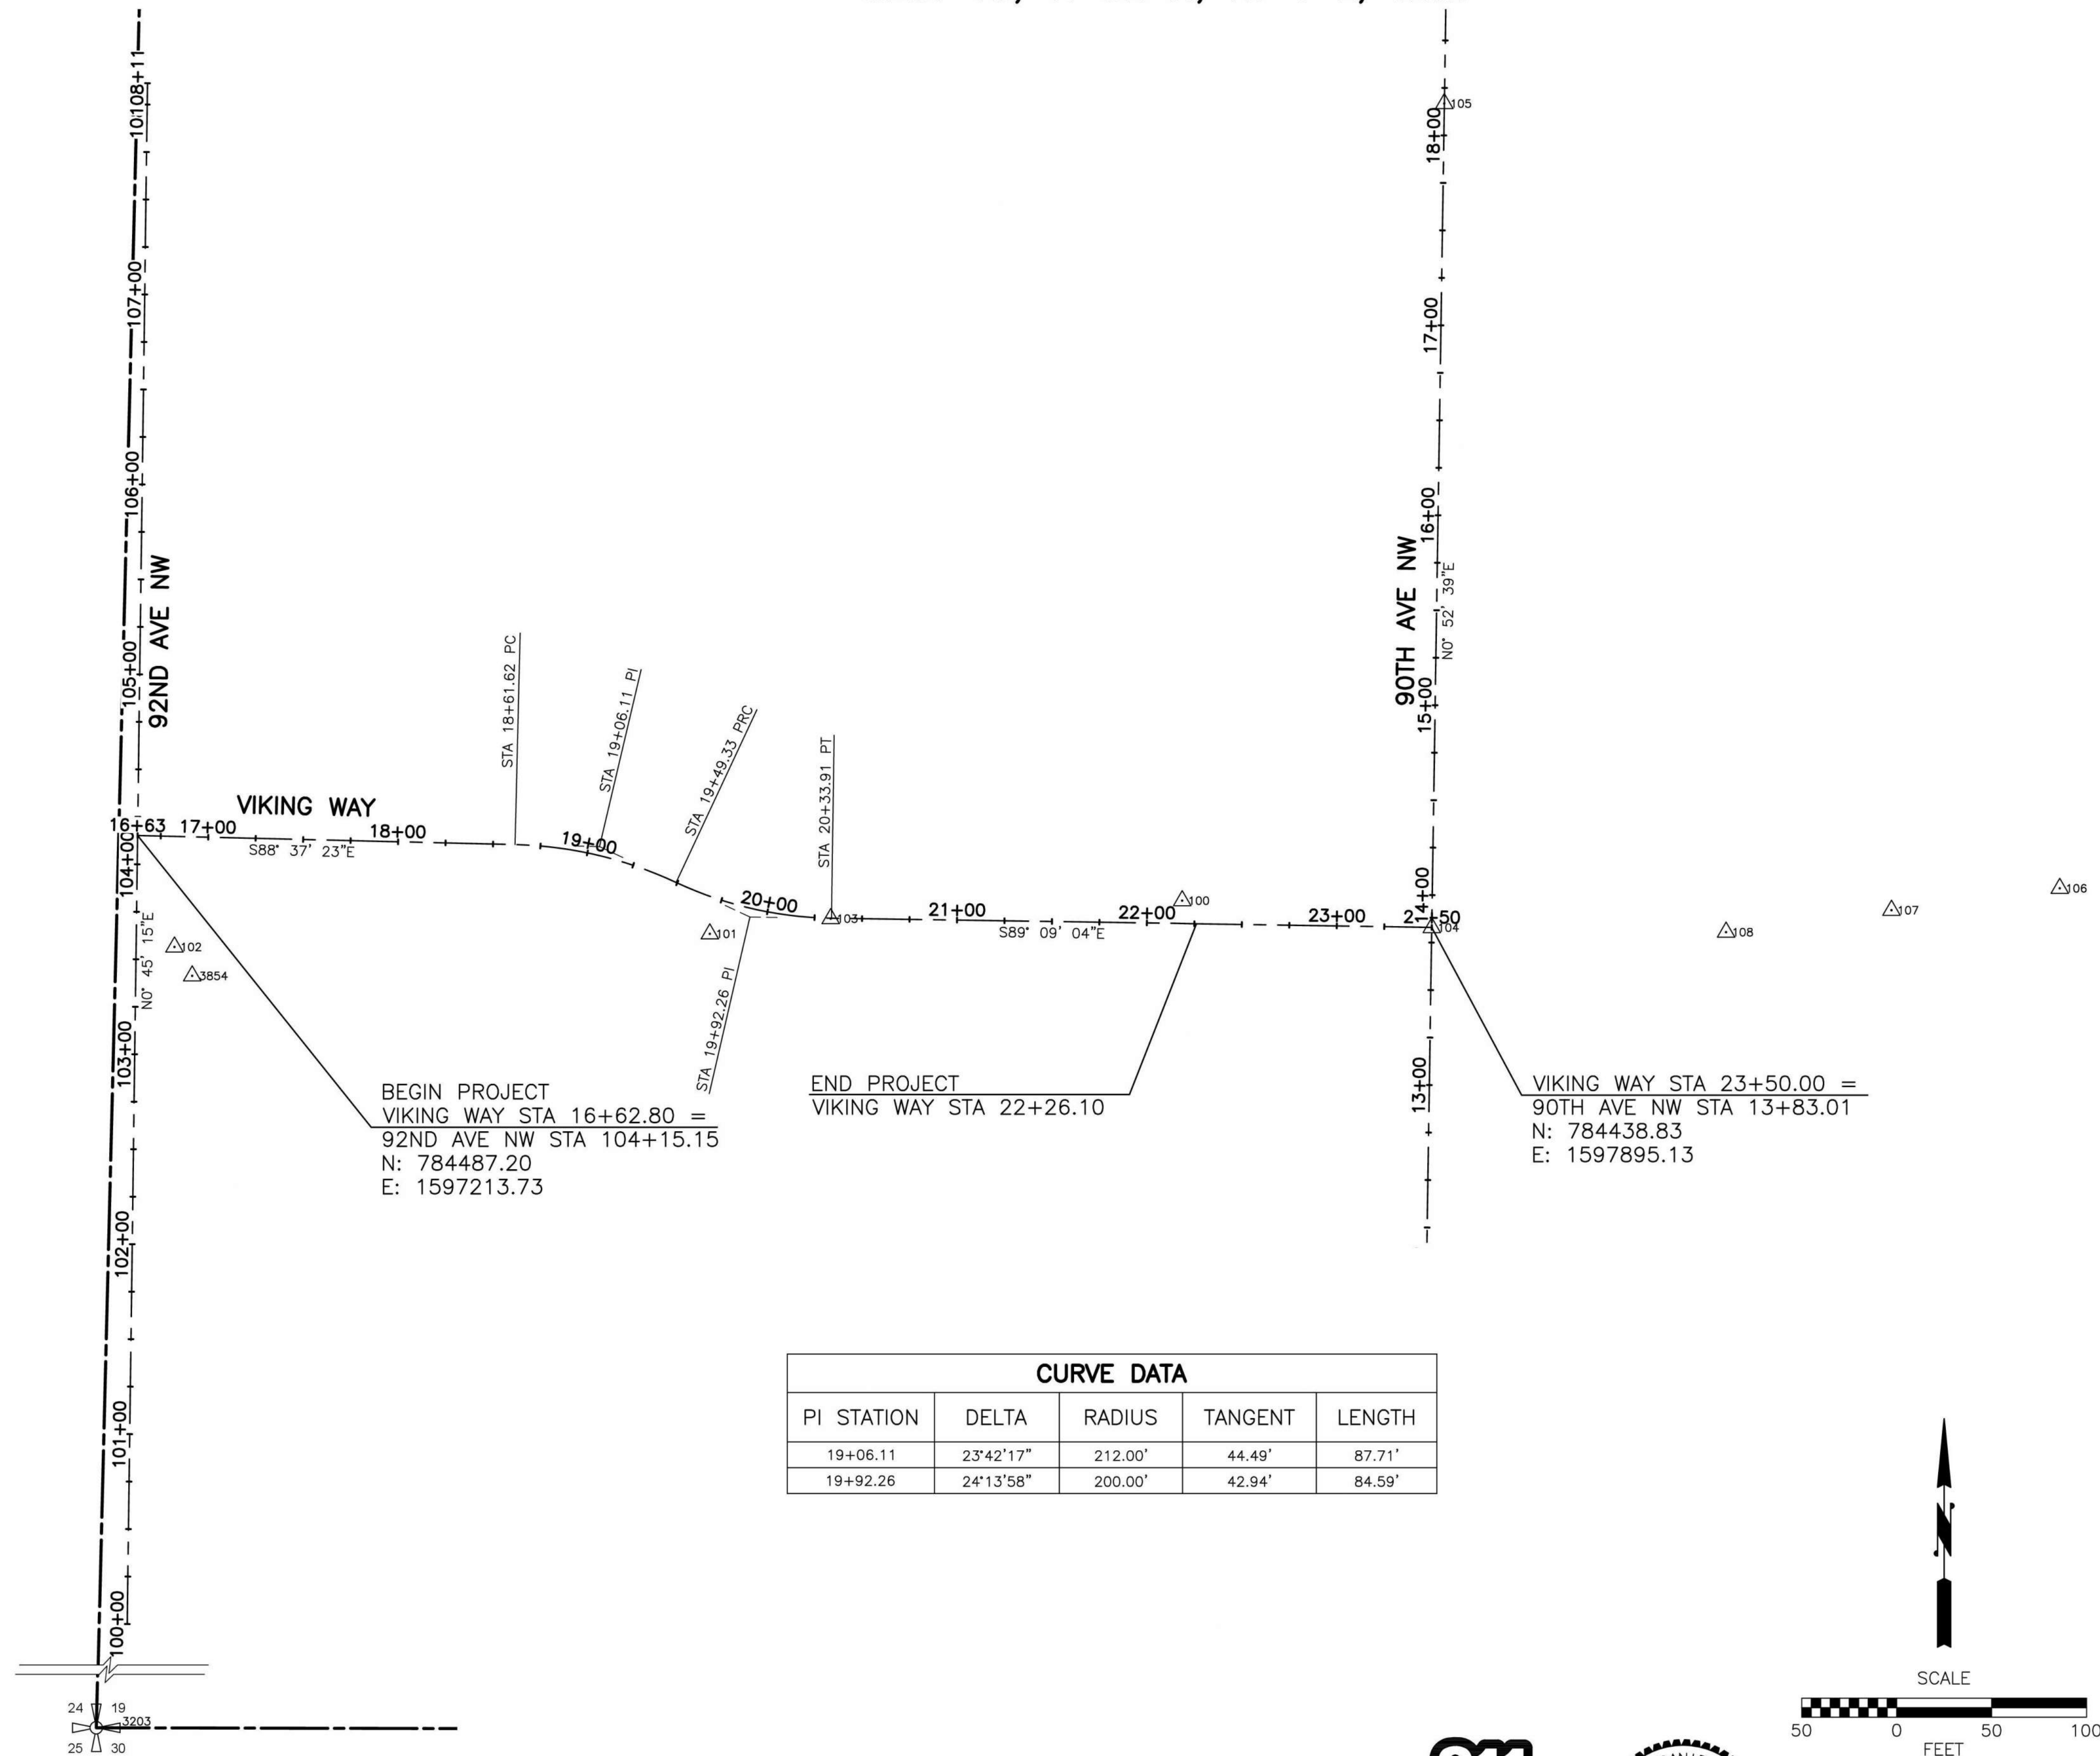 108+11
107+00
106+00
105+00
104+00
103+00
102+00
101+00
100+00
92ND AVE NW
N0° 45' 15"E
16+63
VIKING WAY
17+00
18+00
19+00
20+00
21+00
22+00
23+00
S88° 37' 23"E
S89° 09' 04"E
STA 18+61.62 PC
STA 19+06.11 PI
STA 19+49.33 PRC
STA 20+33.91 PT
STA 19+92.26 PI
18+00
17+00
16+00
15+00
14+00
13+00
90TH AVE NW
N0° 52' 39"E
105
102
3854
101
103
100
104
108
107
106
BEGIN PROJECT
VIKING WAY STA 16+62.80 =
92ND AVE NW STA 104+15.15
N: 784487.20
E: 1597213.73
END PROJECT
VIKING WAY STA 22+26.10
VIKING WAY STA 23+50.00 =
90TH AVE NW STA 13+83.01
N: 784438.83
E: 1597895.13
CURVE DATA
PI STATION DELTA RADIUS TANGENT LENGTH
19+06.11 23°42'17" 212.00' 44.49' 87.71'
19+92.26 24°13'58" 200.00' 42.94' 84.59'
24 19
3203
25 30
N
SCALE
50 0 50 100
FEET